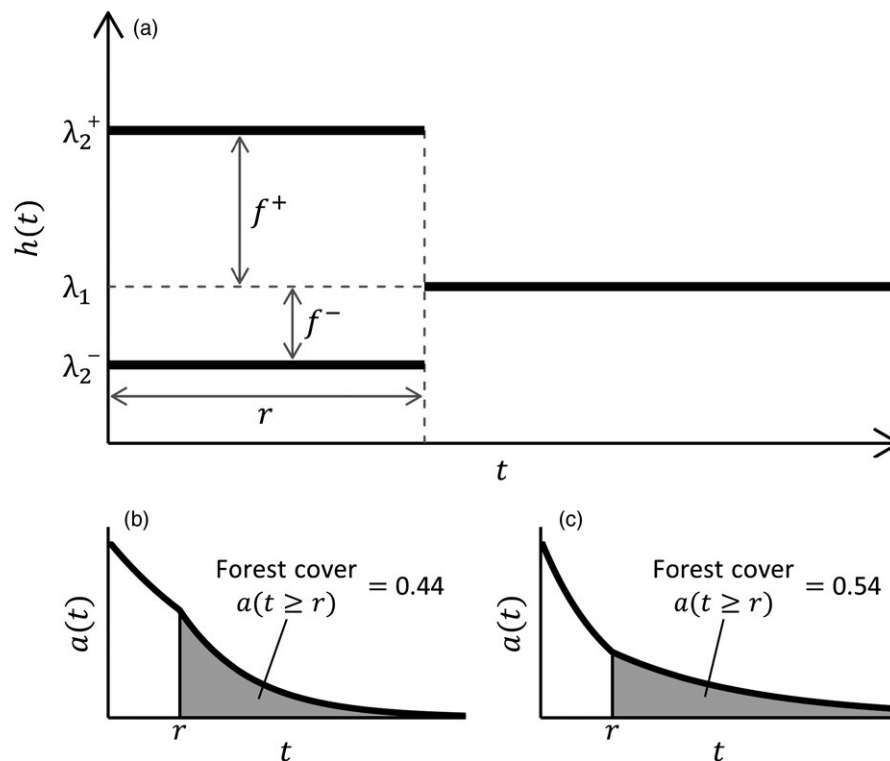 (a)
λ₂⁺
f⁺
h(t)
λ₁
f⁻
λ₂⁻
r
t
(b)
Forest cover
a(t ≥ r)
= 0.44
a(t)
r
t
(c)
Forest cover
a(t ≥ r)
= 0.54
a(t)
r
t